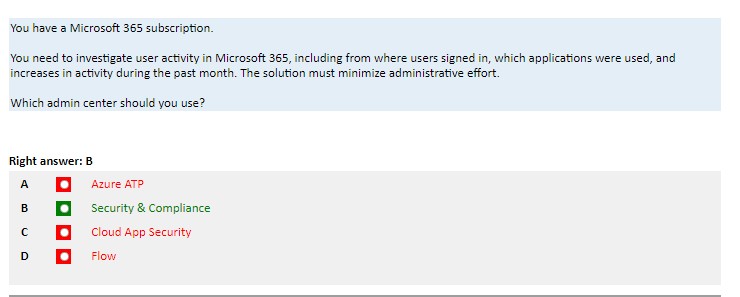 You have a Microsoft 365 subscription.
You need to investigate user activity in Microsoft 365, including from where users signed in, which applications were used, and
increases in activity during the past month. The solution must minimize administrative effort.
Which admin center should you use?
Right answer: B
A Azure ATP
B Security & Compliance
C Cloud App Security
D Flow